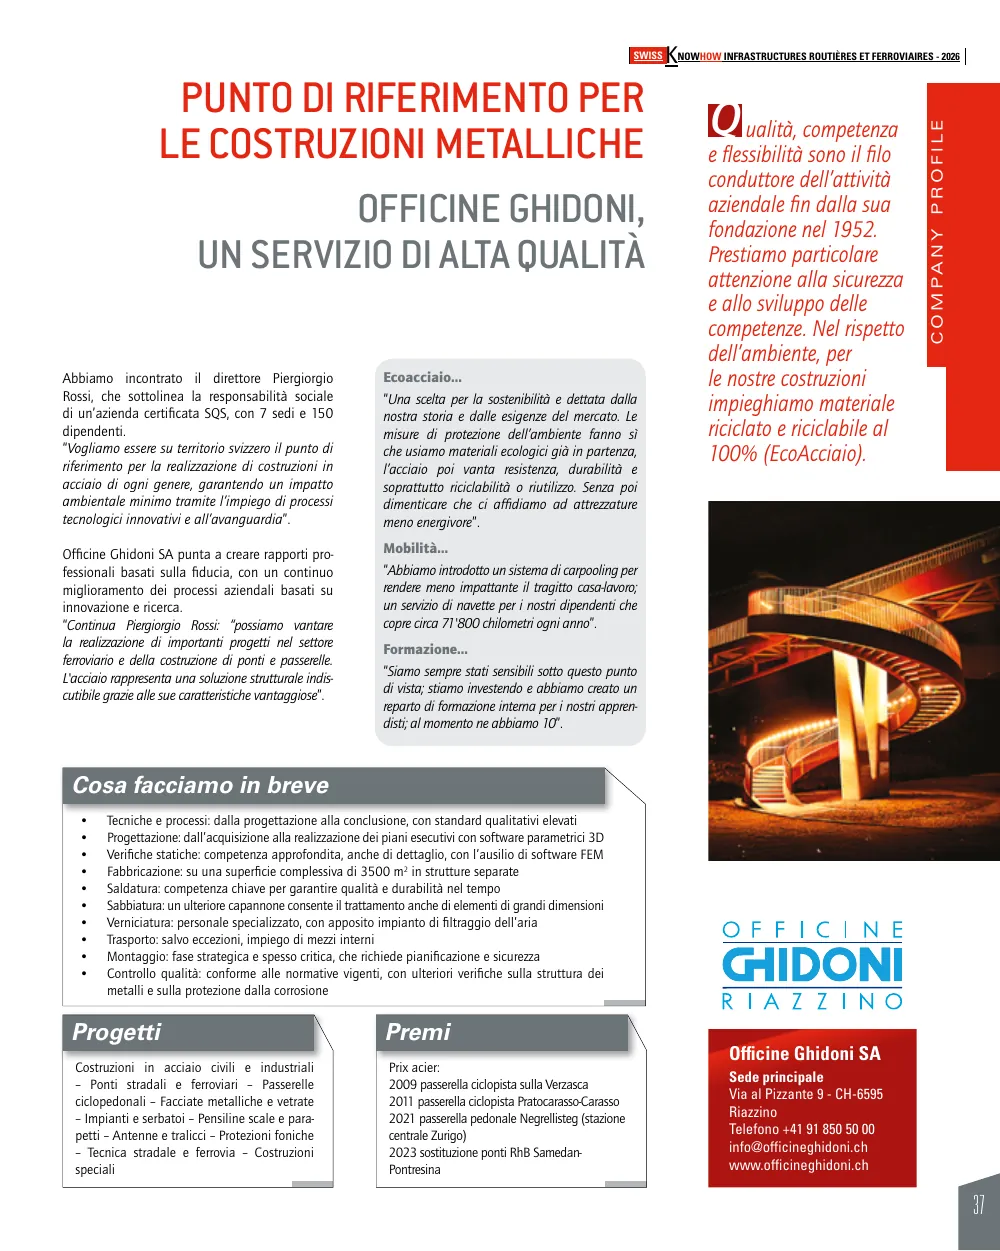 SWISS KNOWHOW INFRASTRUCTURES ROUTIÈRES ET FERROVIAIRES - 2026
PUNTO DI RIFERIMENTO PER
LE COSTRUZIONI METALLICHE
OFFICINE GHIDONI,
UN SERVIZIO DI ALTA QUALITÀ
Abbiamo incontrato il direttore Piergiorgio
Rossi, che sottolinea la responsabilità sociale
di un'azienda certificata SQS, con 7 sedi e 150
dipendenti.
"Vogliamo essere su territorio svizzero il punto di
riferimento per la realizzazione di costruzioni in
acciaio di ogni genere, garantendo un impatto
ambientale minimo tramite l'impiego di processi
tecnologici innovativi e all'avanguardia".
Officine Ghidoni SA punta a creare rapporti pro-
fessionali basati sulla fiducia, con un continuo
miglioramento dei processi aziendali basati su
innovazione e ricerca.
"Continua Piergiorgio Rossi: "possiamo vantare
la realizzazione di importanti progetti nel settore
ferroviario e della costruzione di ponti e passerelle.
L'acciaio rappresenta una soluzione strutturale indis-
cutibile grazie alle sue caratteristiche vantaggiose".
Ecoacciaio...
"Una scelta per la sostenibilità e dettata dalla
nostra storia e dalle esigenze del mercato. Le
misure di protezione dell'ambiente fanno sì
che usiamo materiali ecologici già in partenza,
l'acciaio poi vanta resistenza, durabilità e
soprattutto riciclabilità o riutilizzo. Senza poi
dimenticare che ci affidiamo ad attrezzature
meno energivore".
Mobilità...
"Abbiamo introdotto un sistema di carpooling per
rendere meno impattante il tragitto casa-lavoro;
un servizio di navette per i nostri dipendenti che
copre circa 71'800 chilometri ogni anno".
Formazione...
"Siamo sempre stati sensibili sotto questo punto
di vista; stiamo investendo e abbiamo creato un
reparto di formazione interna per i nostri appren-
disti; al momento ne abbiamo 10".
Cosa facciamo in breve
• Tecniche e processi: dalla progettazione alla conclusione, con standard qualitativi elevati
• Progettazione: dall'acquisizione alla realizzazione dei piani esecutivi con software parametrici 3D
• Verifiche statiche: competenza approfondita, anche di dettaglio, con l'ausilio di software FEM
• Fabbricazione: su una superficie complessiva di 3500 m² in strutture separate
• Saldatura: competenza chiave per garantire qualità e durabilità nel tempo
• Sabbiatura: un ulteriore capannone consente il trattamento anche di elementi di grandi dimensioni
• Verniciatura: personale specializzato, con apposito impianto di filtraggio dell'aria
• Trasporto: salvo eccezioni, impiego di mezzi interni
• Montaggio: fase strategica e spesso critica, che richiede pianificazione e sicurezza
• Controllo qualità: conforme alle normative vigenti, con ulteriori verifiche sulla struttura dei
metalli e sulla protezione dalla corrosione
Progetti
Costruzioni in acciaio civili e industriali
– Ponti stradali e ferroviari – Passerelle
ciclopedonali – Facciate metalliche e vetrate
– Impianti e serbatoi – Pensiline scale e para-
petti – Antenne e tralicci – Protezioni foniche
– Tecnica stradale e ferrovia – Costruzioni
speciali
Premi
Prix acier:
2009 passerella ciclopista sulla Verzasca
2011 passerella ciclopista Pratocarasso-Carasso
2021 passerella pedonale Negrellisteg (stazione
centrale Zurigo)
2023 sostituzione ponti RhB Samedan-
Pontresina
Qualità, competenza
e flessibilità sono il filo
conduttore dell'attività
aziendale fin dalla sua
fondazione nel 1952.
Prestiamo particolare
attenzione alla sicurezza
e allo sviluppo delle
competenze. Nel rispetto
dell'ambiente, per
le nostre costruzioni
impieghiamo materiale
riciclato e riciclabile al
100% (EcoAcciaio).
COMPANY PROFILE
OFFICINE
GHIDONI
RIAZZINO
Officine Ghidoni SA
Sede principale
Via al Pizzante 9 - CH-6595
Riazzino
Telefono +41 91 850 50 00
info@officineghidoni.ch
www.officineghidoni.ch
37